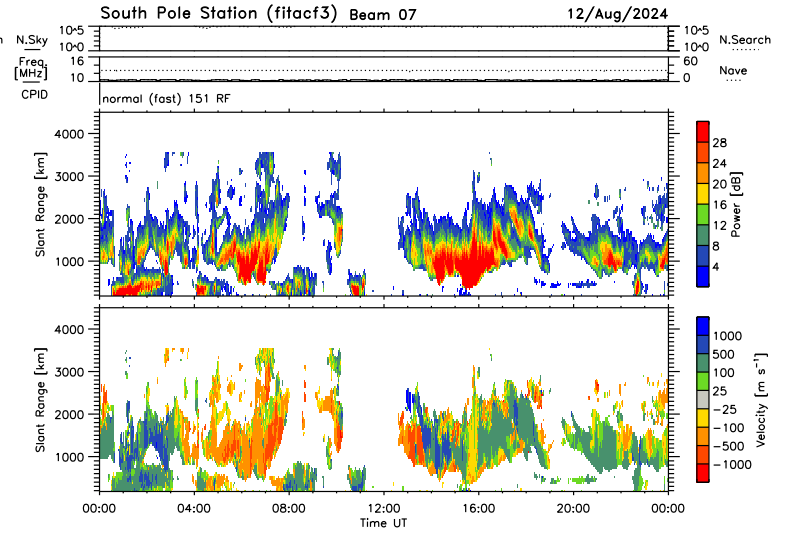 South Pole Station (fitacf3) Beam 07 12/Aug/2024
n N.Sky 10^5 10^0 10^5 10^0 N.Search
Freq. [MHz] 16 10 60 0 Nave
CPID normal (fast) 151 RF
4000
3000
2000
1000
Slant Range [km]
28
24
20
16
12
8
4
Power [dB]
4000
3000
2000
1000
Slant Range [km]
1000
500
100
25
-25
-100
-500
-1000
Velocity [m s^-1]
00:00 04:00 08:00 12:00 16:00 20:00 00:00
Time UT